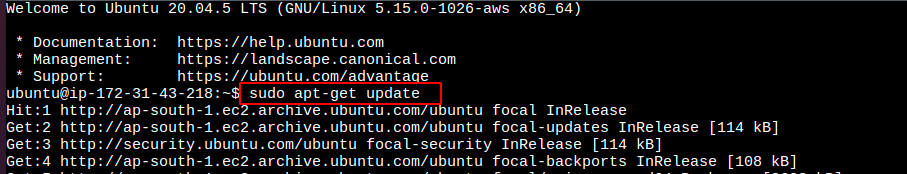 Welcome to Ubuntu 20.04.5 LTS (GNU/Linux 5.15.0-1026-aws x86_64)
* Documentation:  https://help.ubuntu.com
* Management:     https://landscape.canonical.com
* Support:        https://ubuntu.com/advantage
ubuntu@ip-172-31-43-218:~$ sudo apt-get update
Hit:1 http://ap-south-1.ec2.archive.ubuntu.com/ubuntu focal InRelease
Get:2 http://ap-south-1.ec2.archive.ubuntu.com/ubuntu focal-updates InRelease [114 kB]
Get:3 http://security.ubuntu.com/ubuntu focal-security InRelease [114 kB]
Get:4 http://ap-south-1.ec2.archive.ubuntu.com/ubuntu focal-backports InRelease [108 kB]